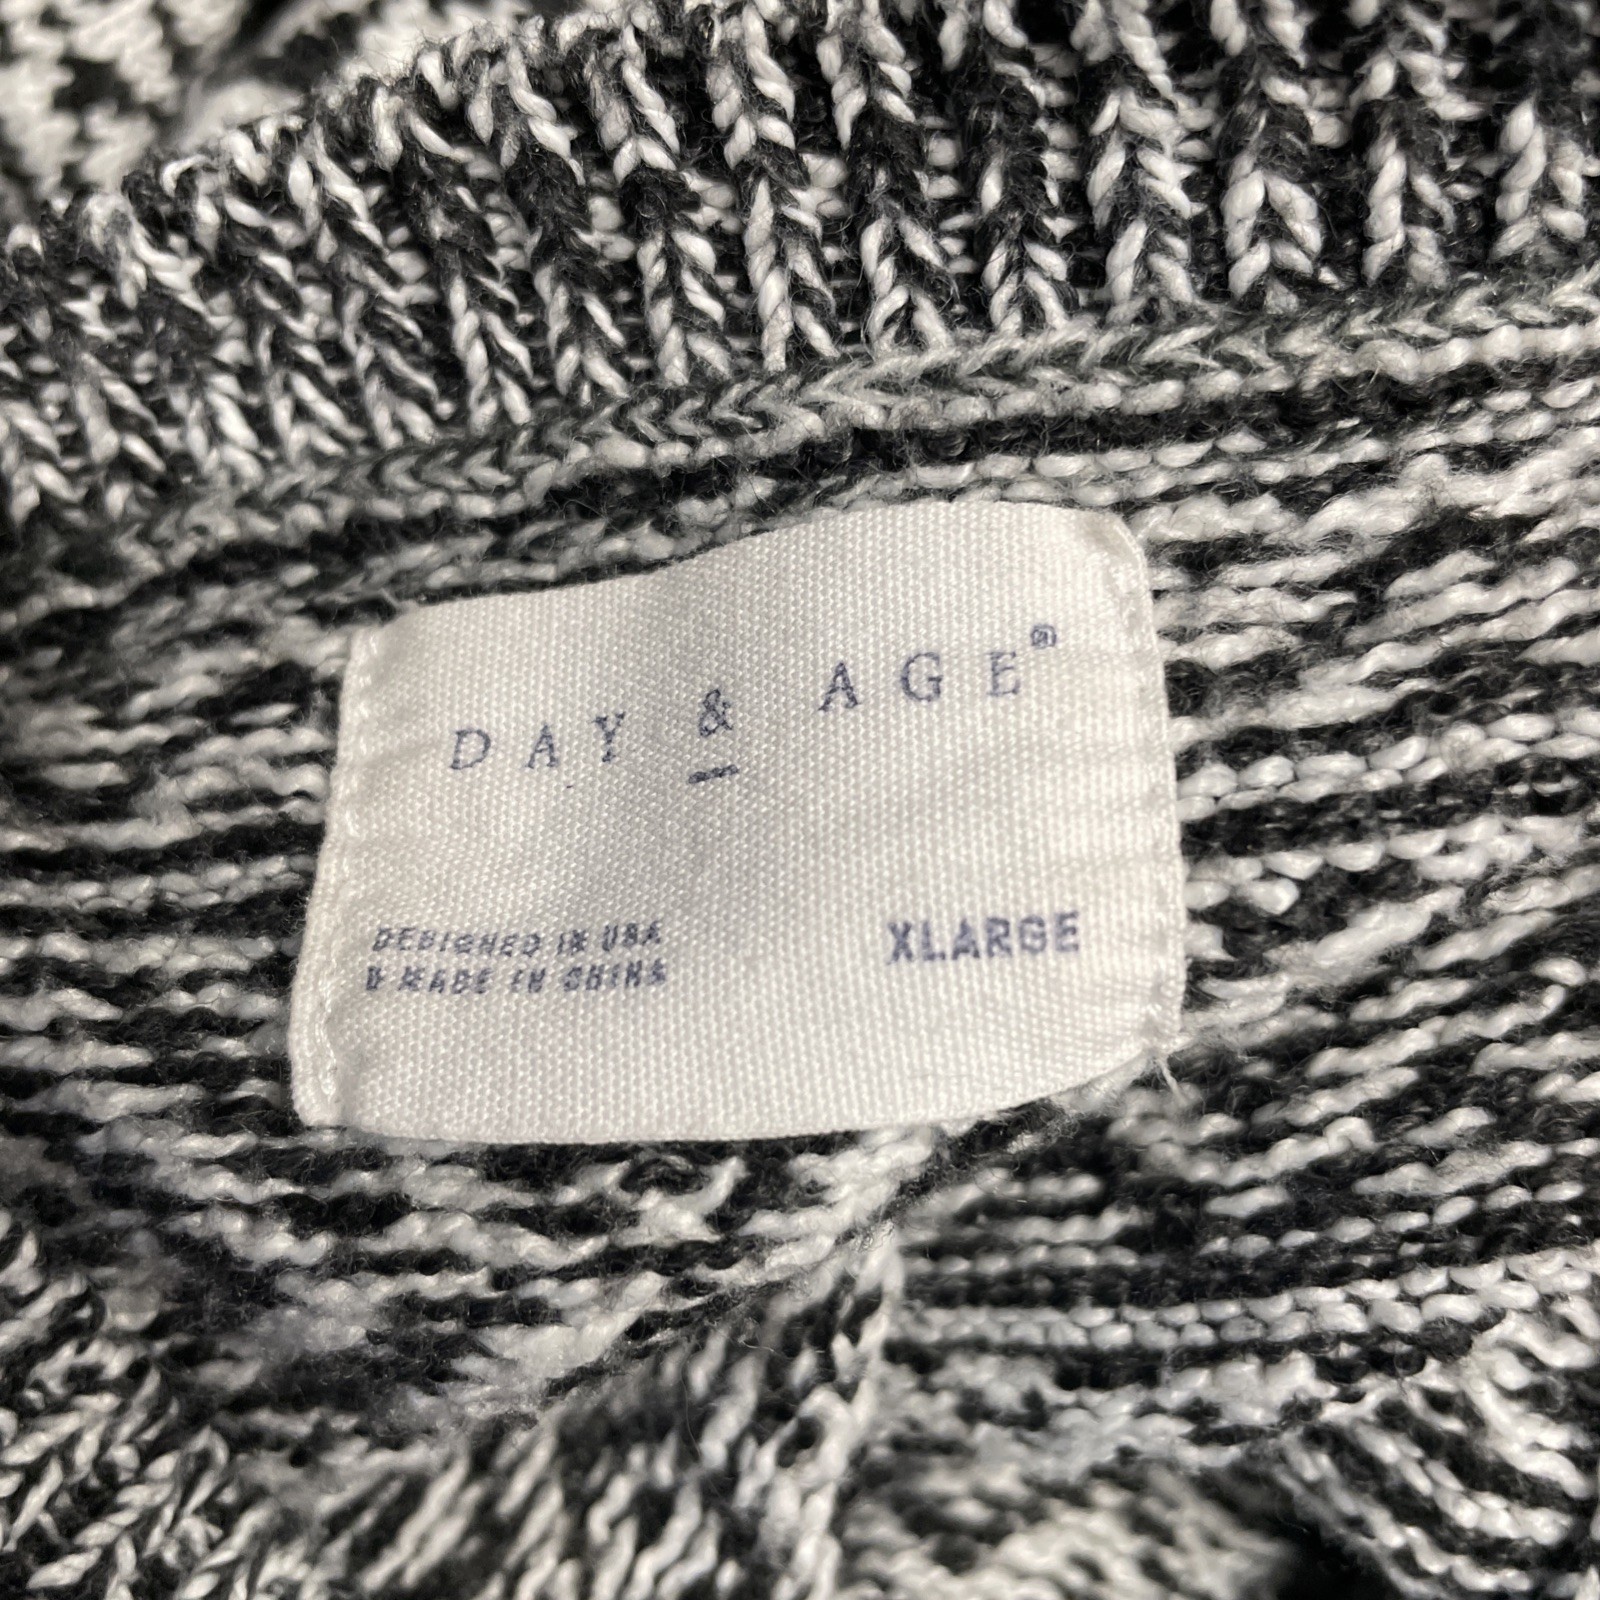 DAY & AGE®
DESIGNED IN USA
& MADE IN CHINA
XLARGE